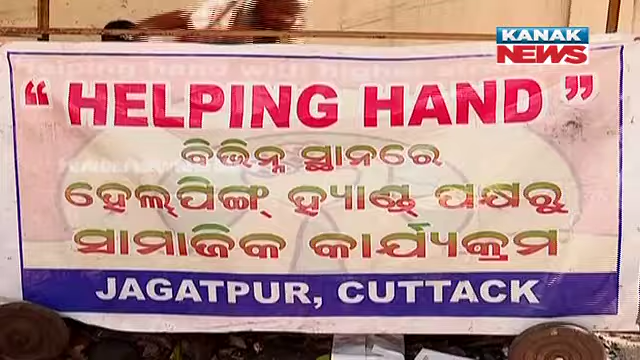 KANAK
NEWS
“ HELPING HAND ”
ବିଭିନ୍ନ ସ୍ଥାନରେ
ହେଲ୍‌ପିଙ୍ଗ୍ ହ୍ୟାଣ୍ଡ ପକ୍ଷରୁ
ସାମାଜିକ କାର୍ଯ୍ୟକ୍ରମ
JAGATPUR, CUTTACK